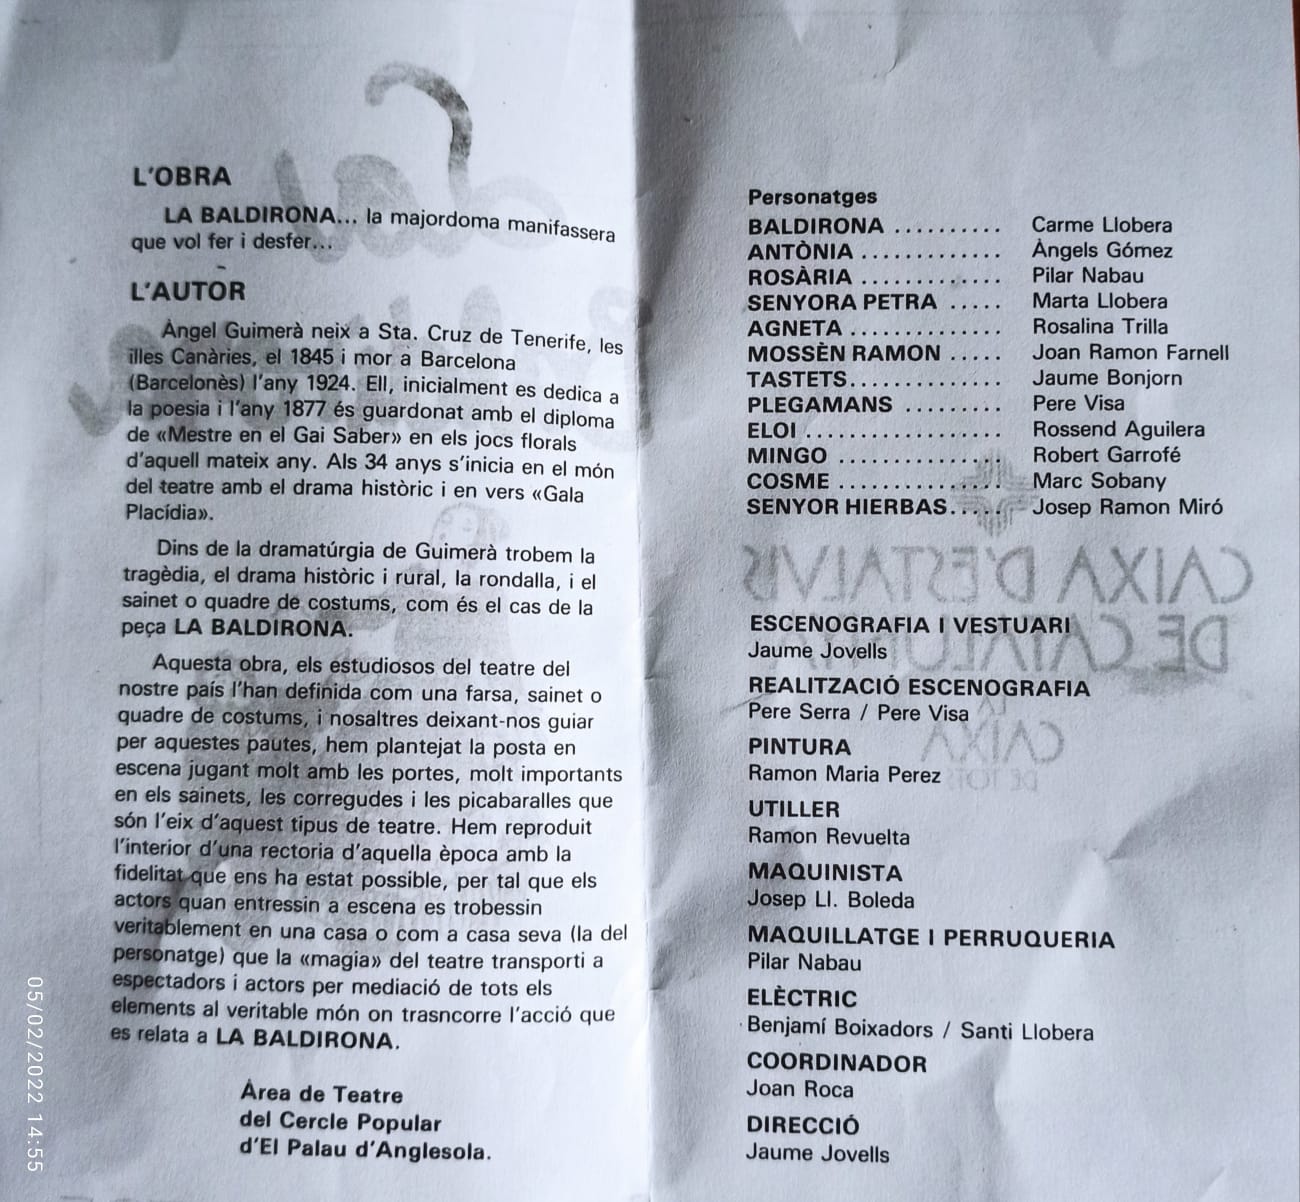 L'OBRA
LA BALDIRONA... la majordoma manifassera
que vol fer i desfer...
L'AUTOR
Àngel Guimerà neix a Sta. Cruz de Tenerife, les
illes Canàries, el 1845 i mor a Barcelona
(Barcelonès) l'any 1924. Ell, inicialment es dedica a
la poesia i l'any 1877 és guardonat amb el diploma
de «Mestre en el Gai Saber» en els jocs florals
d'aquell mateix any. Als 34 anys s'inicia en el món
del teatre amb el drama històric i en vers «Gala
Placídia».
Dins de la dramatúrgia de Guimerà trobem la
tragèdia, el drama històric i rural, la rondalla, i el
sainet o quadre de costums, com és el cas de la
peça LA BALDIRONA.
Aquesta obra, els estudiosos del teatre del
nostre país l'han definida com una farsa, sainet o
quadre de costums, i nosaltres deixant-nos guiar
per aquestes pautes, hem plantejat la posta en
escena jugant molt amb les portes, molt importants
en els sainets, les corregudes i les picabaralles que
són l'eix d'aquest tipus de teatre. Hem reproduit
l'interior d'una rectoria d'aquella època amb la
fidelitat que ens ha estat possible, per tal que els
actors quan entressin a escena es trobessin
veritablement en una casa o com a casa seva (la del
personatge) que la «magia» del teatre transporti a
espectadors i actors per mediació de tots els
elements al veritable món on trasncorre l'acció que
es relata a LA BALDIRONA.
Àrea de Teatre
del Cercle Popular
d'El Palau d'Anglesola.
Personatges
BALDIRONA .......... Carme Llobera
ANTÒNIA ............. Àngels Gómez
ROSÀRIA ............. Pilar Nabau
SENYORA PETRA ..... Marta Llobera
AGNETA .............. Rosalina Trilla
MOSSÈN RAMON ..... Joan Ramon Farnell
TASTETS.............. Jaume Bonjorn
PLEGAMANS ......... Pere Visa
ELOI .................. Rossend Aguilera
MINGO ............... Robert Garrofé
COSME ............... Marc Sobany
SENYOR HIERBAS..... Josep Ramon Miró
CAIXA D'ESTALVIS
DE CATALUNYA
LA
CAIXA
DE TOTS
ESCENOGRAFIA I VESTUARI
Jaume Jovells
REALITZACIÓ ESCENOGRAFIA
Pere Serra / Pere Visa
PINTURA
Ramon Maria Perez
UTILLER
Ramon Revuelta
MAQUINISTA
Josep Ll. Boleda
MAQUILLATGE I PERRUQUERIA
Pilar Nabau
ELÈCTRIC
Benjamí Boixadors / Santi Llobera
COORDINADOR
Joan Roca
DIRECCIÓ
Jaume Jovells
05/02/2022 14:55